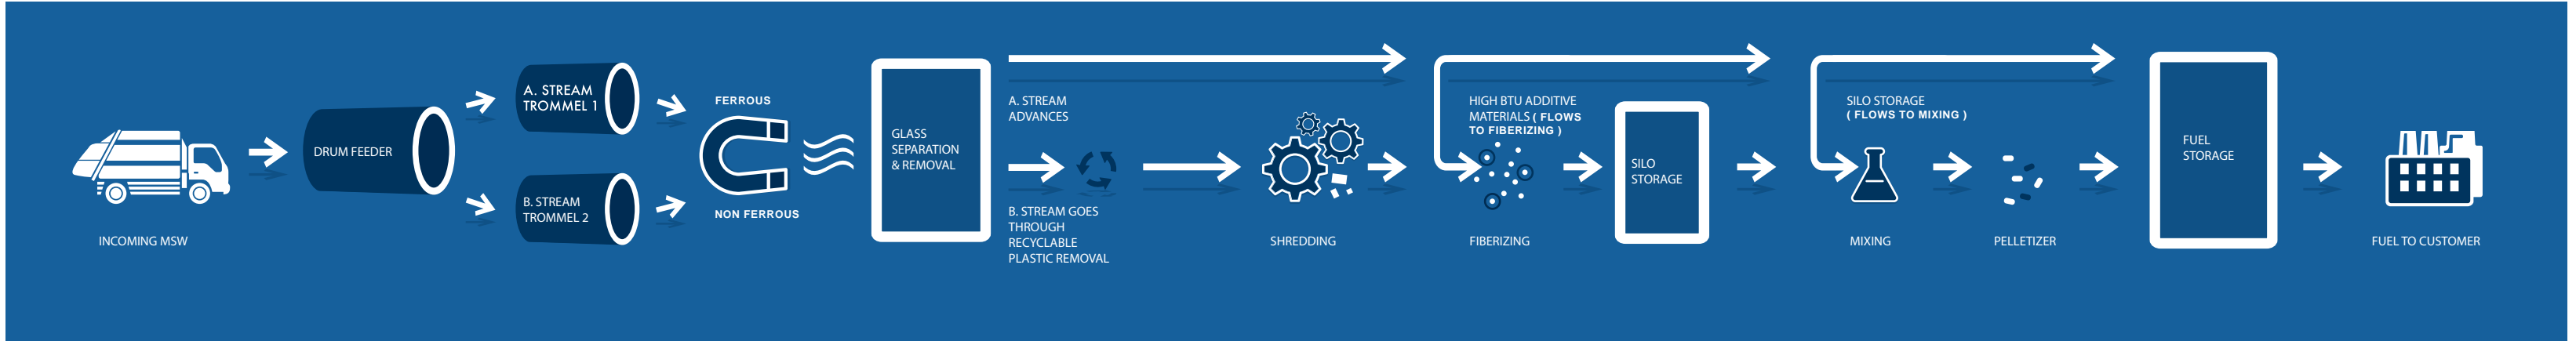 INCOMING MSW
DRUM FEEDER
A. STREAM
TROMMEL 1
B. STREAM
TROMMEL 2
FERROUS
NON FERROUS
GLASS
SEPARATION
& REMOVAL
A. STREAM
ADVANCES
B. STREAM GOES
THROUGH
RECYCLABLE
PLASTIC REMOVAL
SHREDDING
HIGH BTU ADDITIVE
MATERIALS ( FLOWS
TO FIBERIZING )
FIBERIZING
SILO
STORAGE
SILO STORAGE
( FLOWS TO MIXING )
MIXING
PELLETIZER
FUEL
STORAGE
FUEL TO CUSTOMER